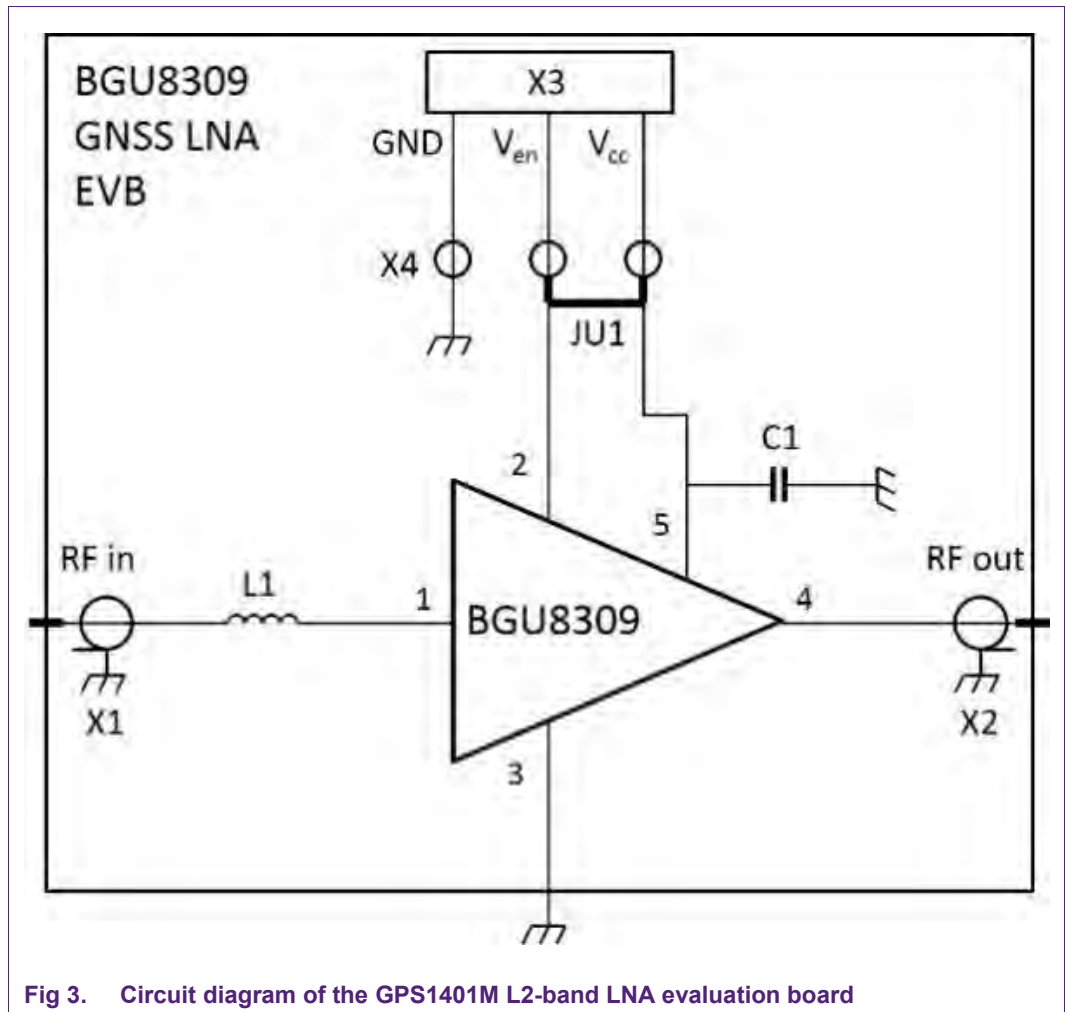 BGU8309
GNSS LNA
EVB
X3
GND Ven Vcc
X4
JU1
C1
2
5
RF in
RF out
L1
1
BGU8309
4
X1
X2
3
Fig 3. Circuit diagram of the GPS1401M L2-band LNA evaluation board